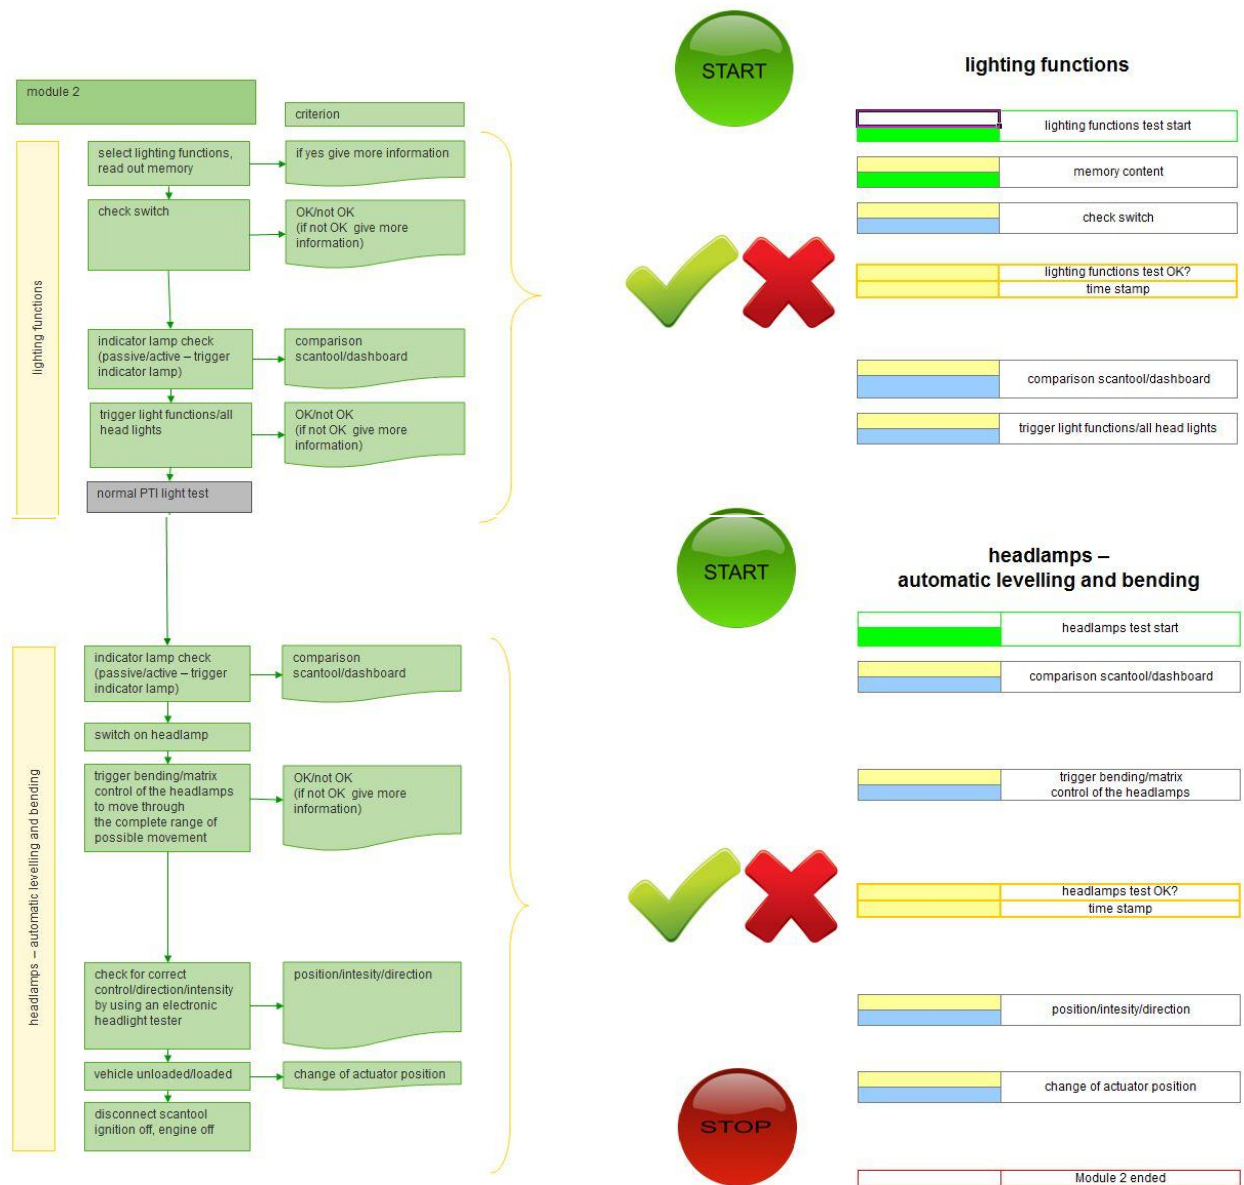 module 2
criterion
lighting functions
select lighting functions,
read out memory
if yes give more information
check switch
OK/not OK
(if not OK give more
information)
indicator lamp check
(passive/active – trigger
indicator lamp)
comparison
scantool/dashboard
trigger light functions/all
head lights
OK/not OK
(if not OK give more
information)
normal PTI light test
headlamps – automatic levelling and bending
indicator lamp check
(passive/active – trigger
indicator lamp)
comparison
scantool/dashboard
switch on headlamp
trigger bending/matrix
control of the headlamps
to move through
the complete range of
possible movement
OK/not OK
(if not OK give more
information)
check for correct
control/direction/intensity
by using an electronic
headlight tester
position/intesity/direction
vehicle unloaded/loaded
change of actuator position
disconnect scantool
ignition off, engine off
START
lighting functions
lighting functions test start
memory content
check switch
lighting functions test OK?
time stamp
comparison scantool/dashboard
trigger light functions/all head lights
START
headlamps –
automatic levelling and bending
headlamps test start
comparison scantool/dashboard
trigger bending/matrix
control of the headlamps
headlamps test OK?
time stamp
position/intesity/direction
STOP
change of actuator position
Module 2 ended